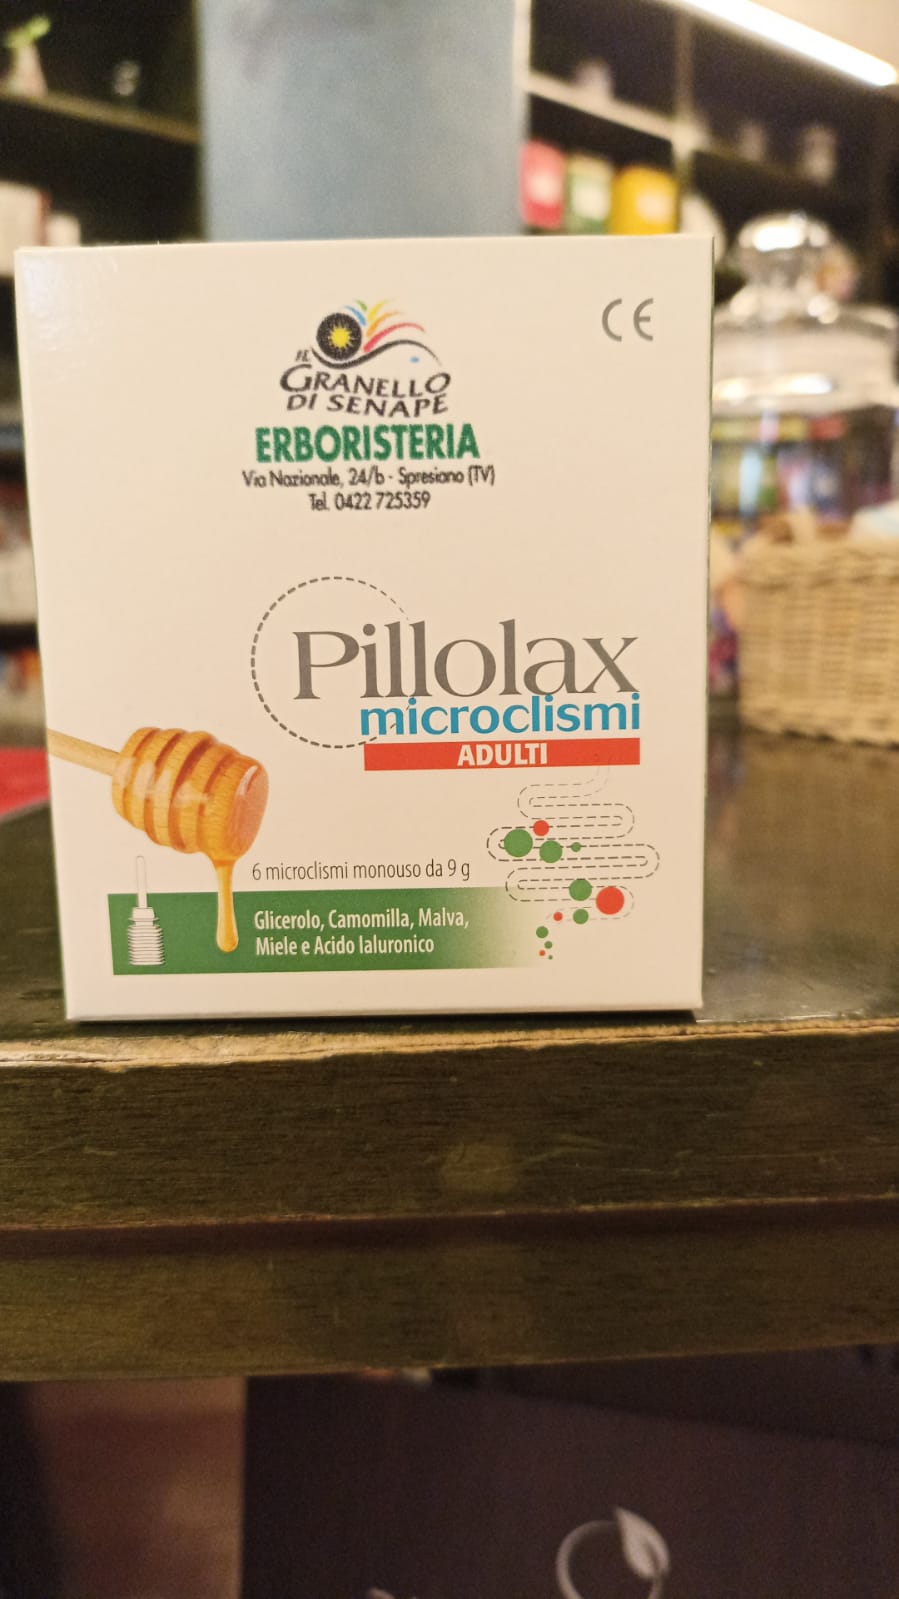 CE
IL
GRANELLO
DI SENAPE
ERBORISTERIA
Via Nazionale, 24/b - Spresiano (TV)
Tel. 0422 725359
Pillolax
microclismi
ADULTI
6 microclismi monouso da 9 g
Glicerolo, Camomilla, Malva,
Miele e Acido Ialuronico